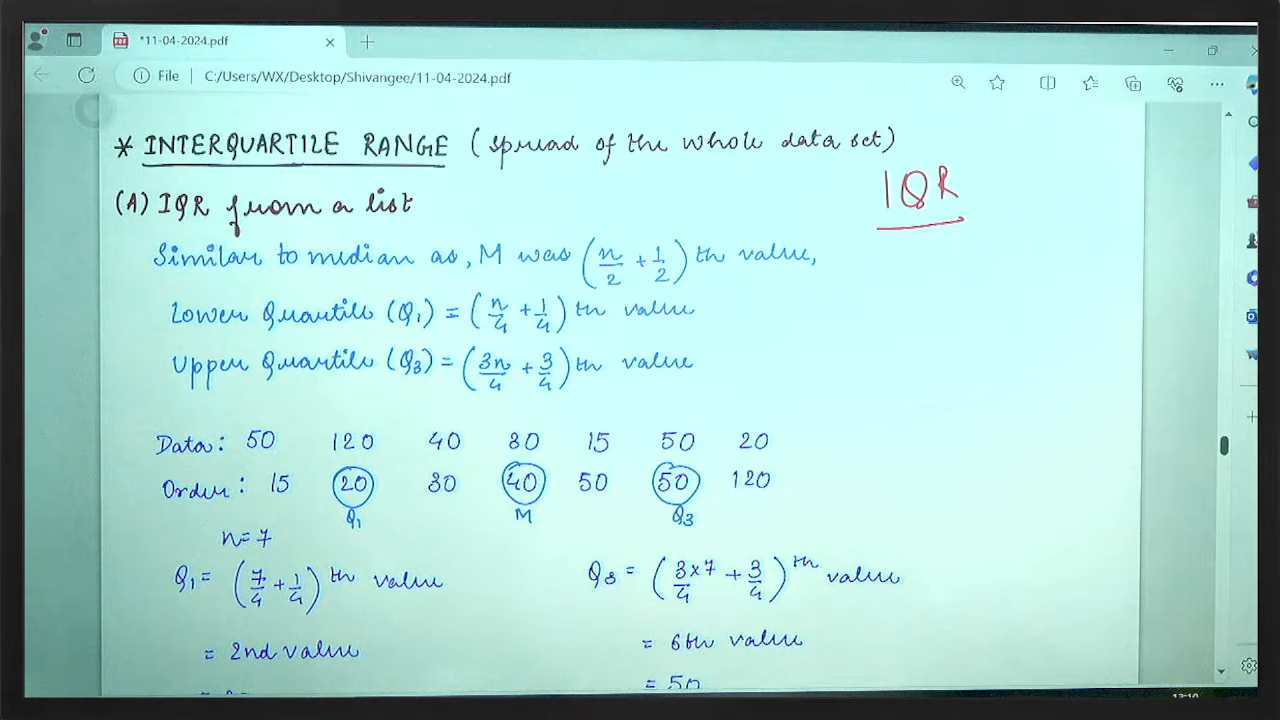 *11-04-2024.pdf
File C:/Users/WX/Desktop/Shivangee/11-04-2024.pdf
* INTERQUARTILE RANGE (spread of the whole data set)
IQR
(A) IQR from a list
Similar to median as, M was (n/2 + 1/2) th value,
Lower Quartile (Q₁) = (n/4 + 1/4) th value
Upper Quartile (Q₃) = (3n/4 + 3/4) th value
Data: 50 120 40 30 15 50 20
Order: 15 20 30 40 50 50 120
Q₁ M Q₃
n=7
Q₁ = (7/4 + 1/4) th value Q₃ = (3×7/4 + 3/4) th value
= 2nd value = 6th value
= 50